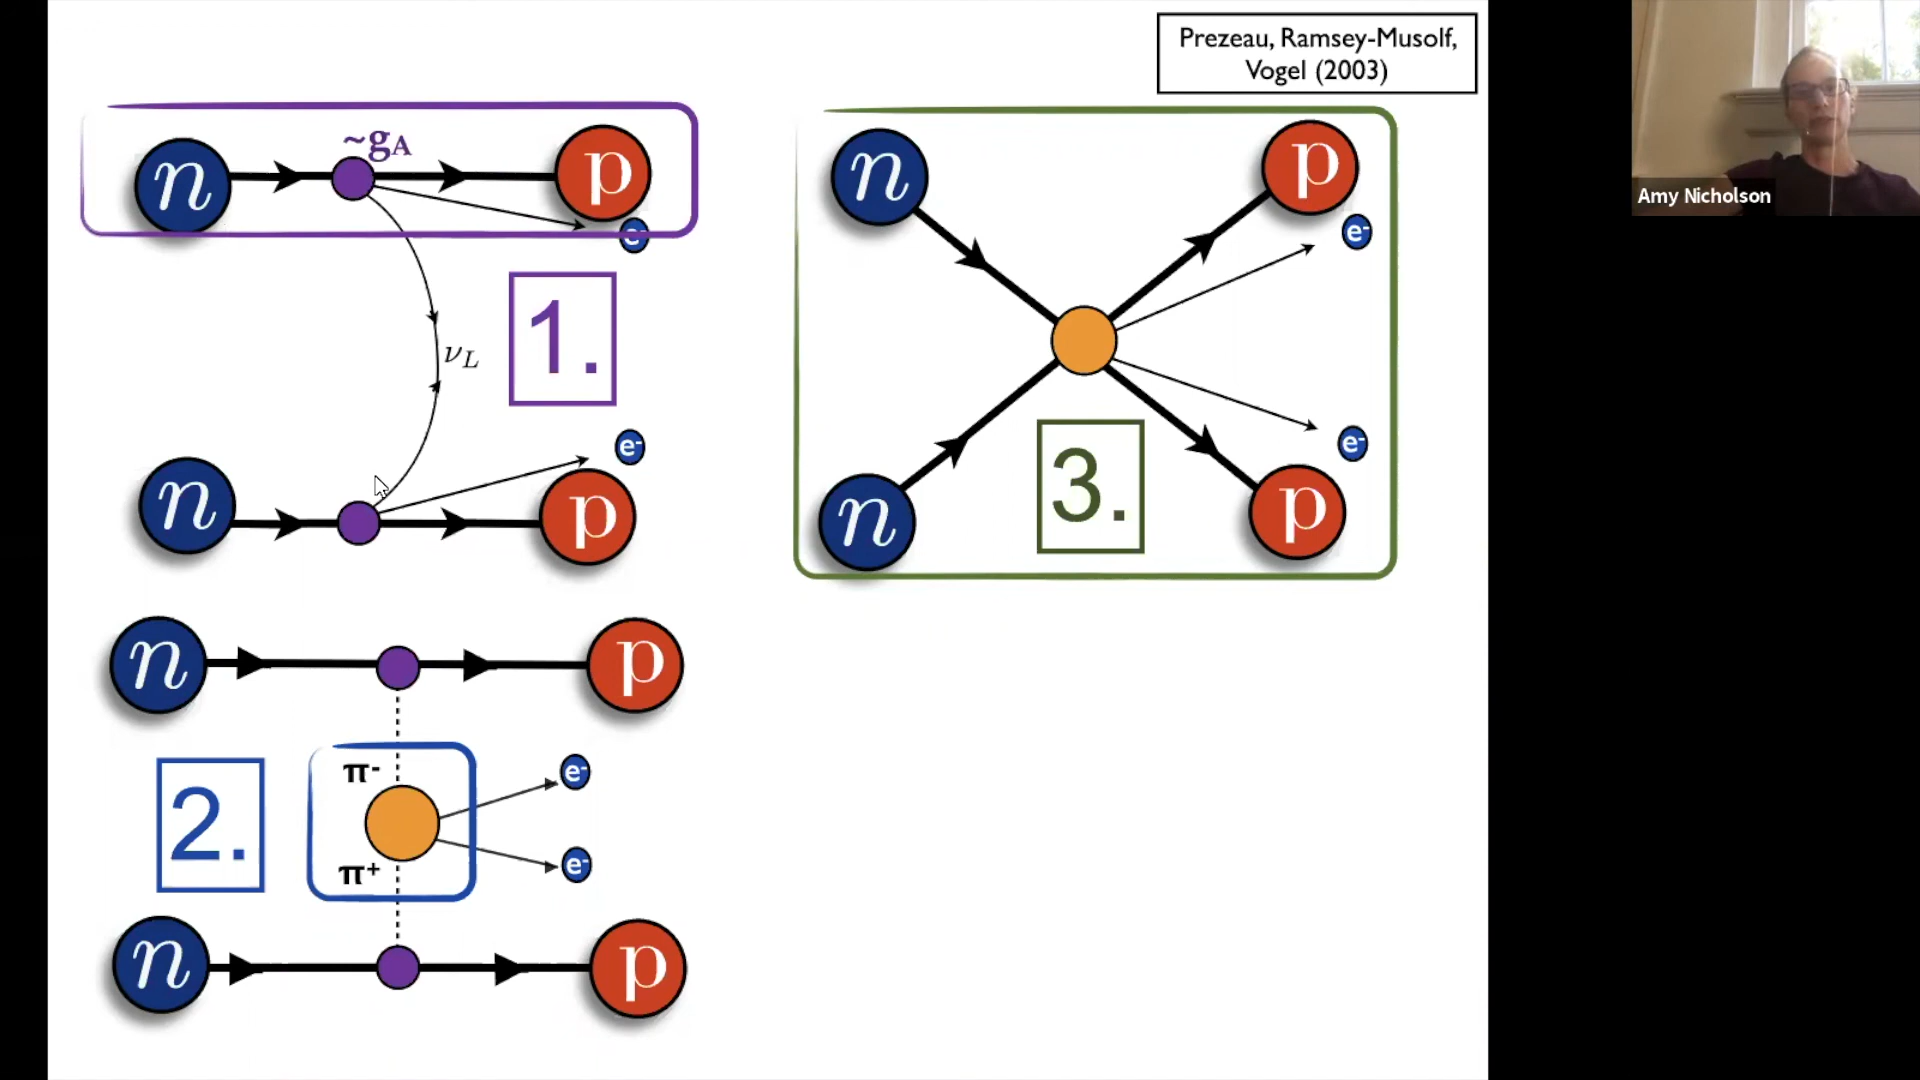 Prezeau, Ramsey-Musolf,
Vogel (2003)
Amy Nicholson
~gA
n
p
e-
1.
νL
e-
n
p
n
p
e-
e-
3.
n
p
n
p
π-
e-
2.
π+
e-
n
p